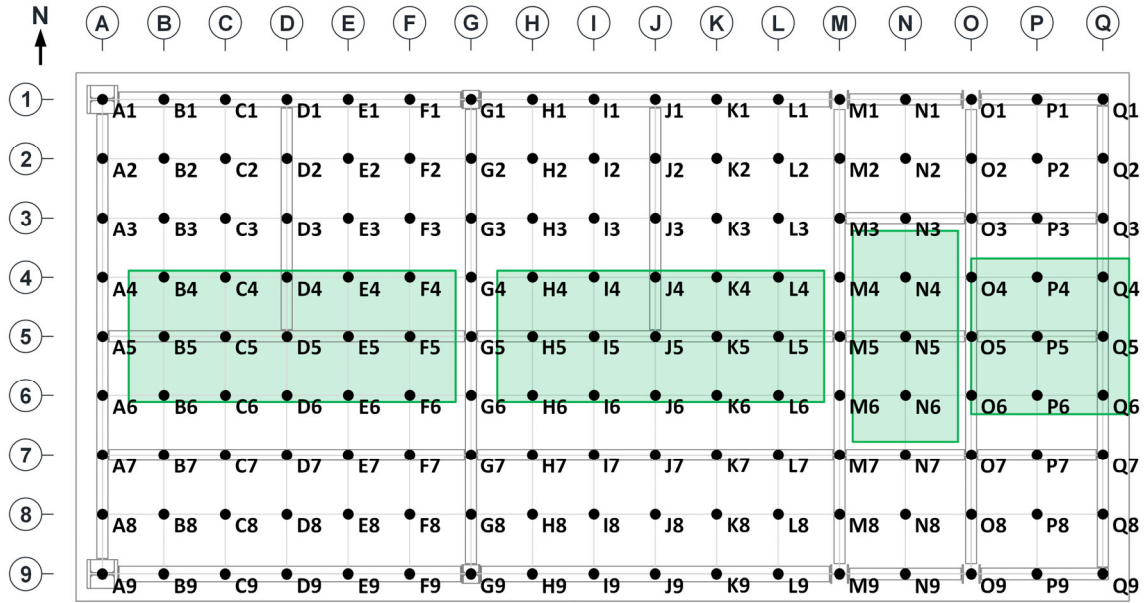 N A B C D E F G H I J K L M N O P Q
1 A1 B1 C1 D1 E1 F1 G1 H1 I1 J1 K1 L1 M1 N1 O1 P1 Q1
2 A2 B2 C2 D2 E2 F2 G2 H2 I2 J2 K2 L2 M2 N2 O2 P2 Q2
3 A3 B3 C3 D3 E3 F3 G3 H3 I3 J3 K3 L3 M3 N3 O3 P3 Q3
4 A4 B4 C4 D4 E4 F4 G4 H4 I4 J4 K4 L4 M4 N4 O4 P4 Q4
5 A5 B5 C5 D5 E5 F5 G5 H5 I5 J5 K5 L5 M5 N5 O5 P5 Q5
6 A6 B6 C6 D6 E6 F6 G6 H6 I6 J6 K6 L6 M6 N6 O6 P6 Q6
7 A7 B7 C7 D7 E7 F7 G7 H7 I7 J7 K7 L7 M7 N7 O7 P7 Q7
8 A8 B8 C8 D8 E8 F8 G8 H8 I8 J8 K8 L8 M8 N8 O8 P8 Q8
9 A9 B9 C9 D9 E9 F9 G9 H9 I9 J9 K9 L9 M9 N9 O9 P9 Q9